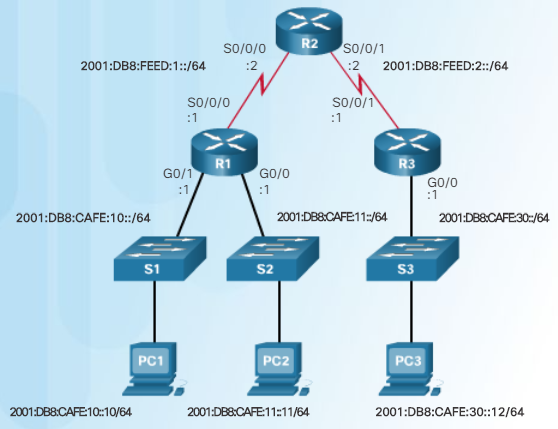 R2
S0/0/0
:2
S0/0/1
:2
2001:DB8:FEED:1::/64
2001:DB8:FEED:2::/64
S0/0/0
:1
S0/0/1
:1
R1
R3
G0/1
:1
G0/0
:1
G0/0
:1
2001:DB8:CAFE:10::/64
2001:DB8:CAFE:11::/64
2001:DB8:CAFE:30::/64
S1
S2
S3
PC1
PC2
PC3
2001:DB8:CAFE:10::10/64
2001:DB8:CAFE:11::11/64
2001:DB8:CAFE:30::12/64